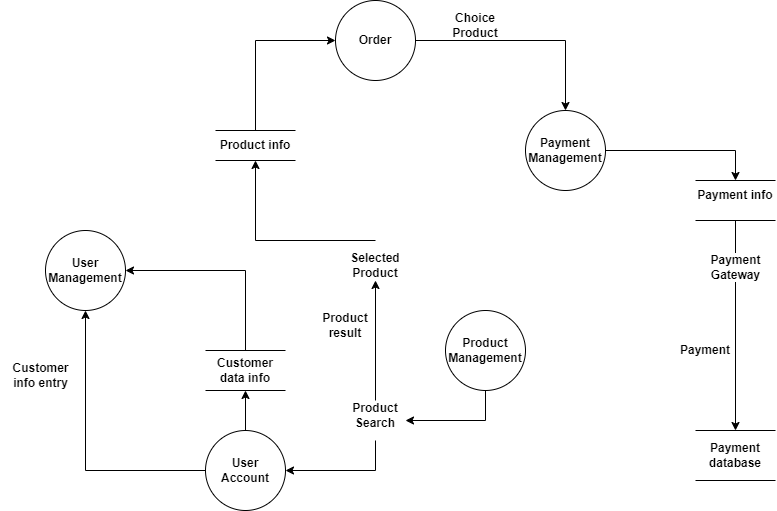 Choice
Product
Order
Product info
Payment
Management
Payment info
User
Management
Selected
Product
Payment
Gateway
Product
result
Product
Management
Payment
Customer
info entry
Customer
data info
Product
Search
User
Account
Payment
database